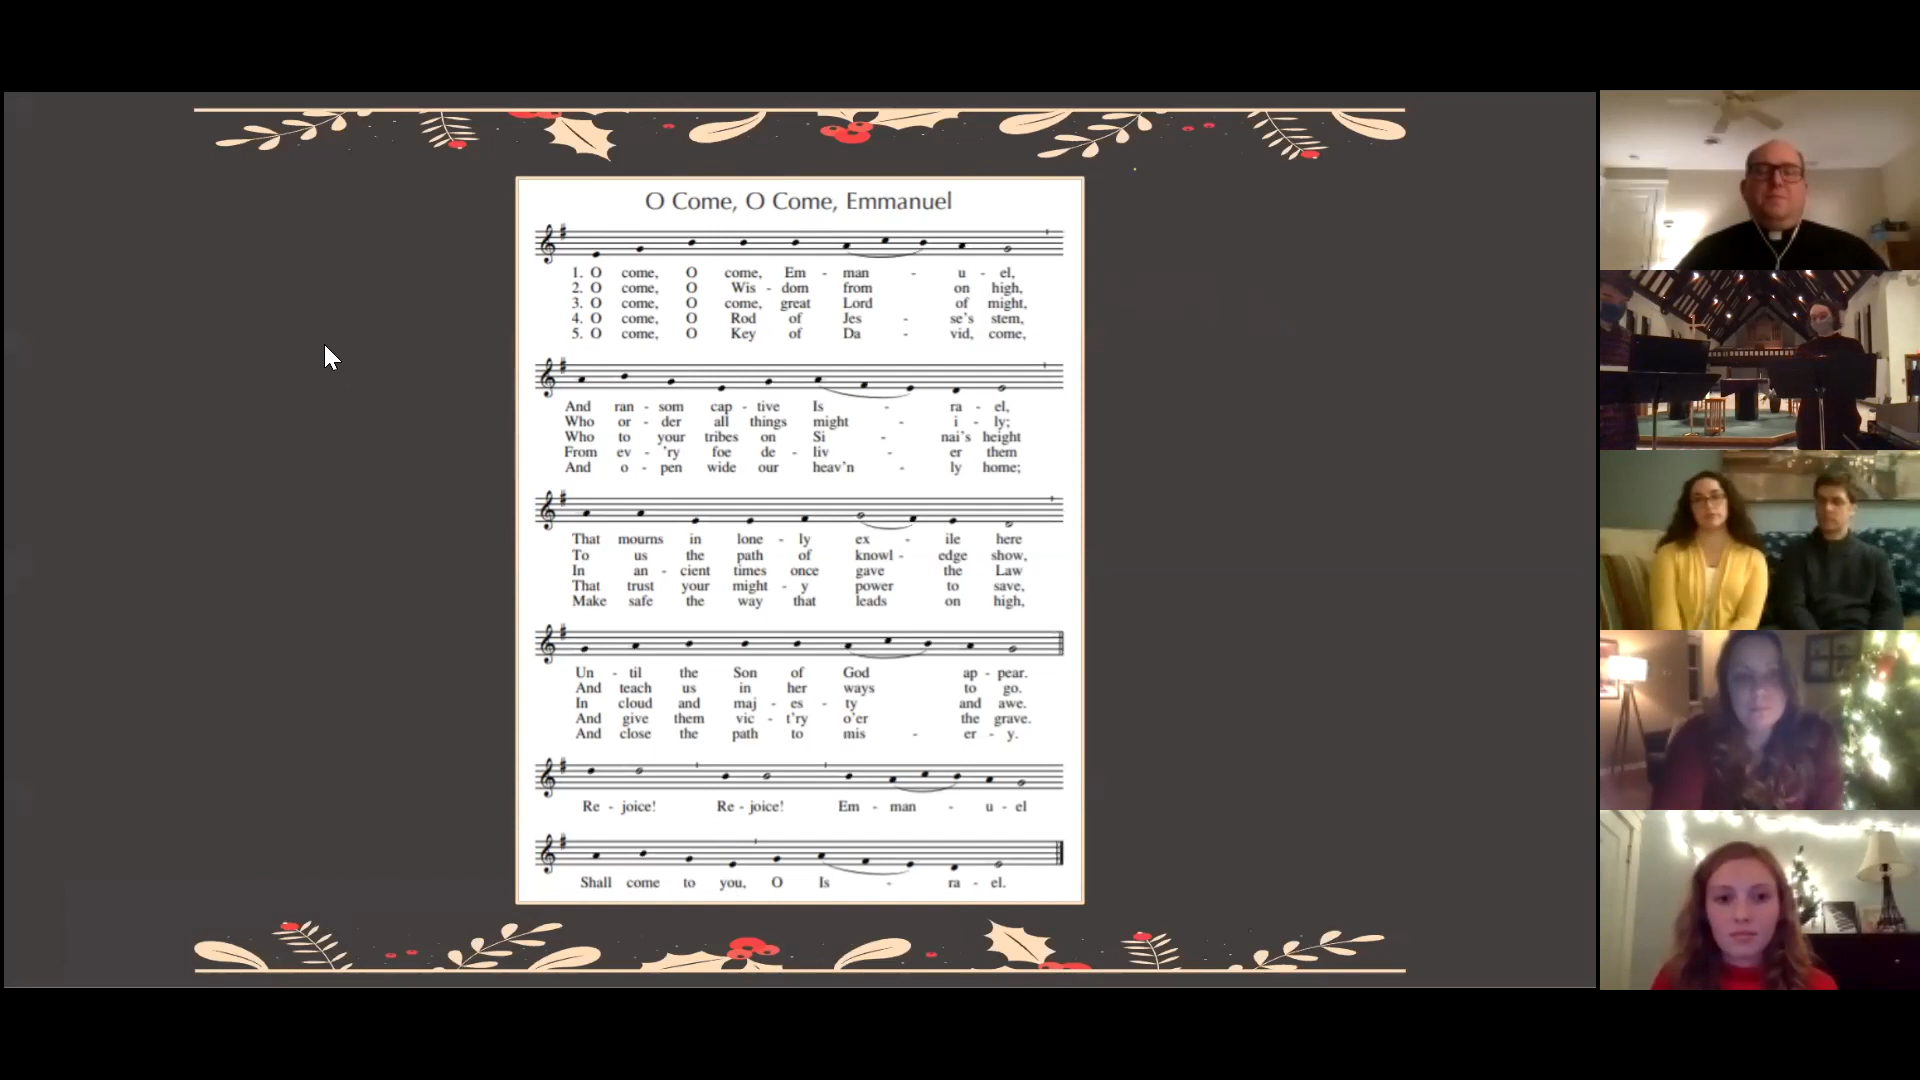 O Come, O Come, Emmanuel
1. O come, O come, Em - man - u - el,
2. O come, O Wis - dom from on high,
3. O come, O come, great Lord of might,
4. O come, O Rod of Jes - se's stem,
5. O come, O Key of Da - vid, come,
And ran - som cap - tive Is - ra - el,
Who or - der all things might - i - ly;
Who to your tribes on Si - nai's height
From ev - 'ry foe de - liv - er them
And o - pen wide our heav'n - ly home;
That mourns in lone - ly ex - ile here
To us the path of knowl - edge show,
In an - cient times once gave the Law
That trust your might - y power to save,
Make safe the way that leads on high,
Un - til the Son of God ap - pear.
And teach us in her ways to go.
In cloud and maj - es - ty and awe.
And give them vic - t'ry o'er the grave.
And close the path to mis - er - y.
Re - joice! Re - joice! Em - man - u - el
Shall come to you, O Is - ra - el.